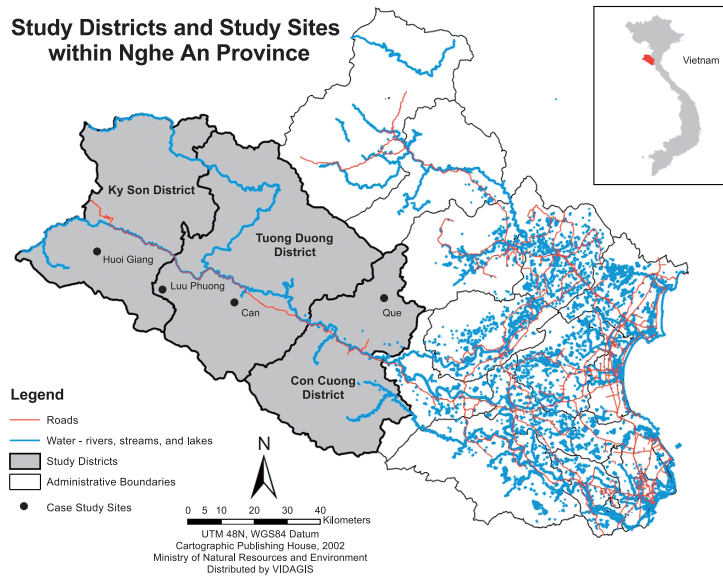 Study Districts and Study Sites
within Nghe An Province
Vietnam
Ky Son District
Tuong Duong
District
Huoi Giang
Luu Phuong
Can
Que
Con Cuong
District
Legend
Roads
Water - rivers, streams, and lakes
Study Districts
Administrative Boundaries
Case Study Sites
N
0 5 10 20 30 40
Kilometers
UTM 48N, WGS84 Datum
Cartographic Publishing House, 2002
Ministry of Natural Resources and Environment
Distributed by VIDAGIS